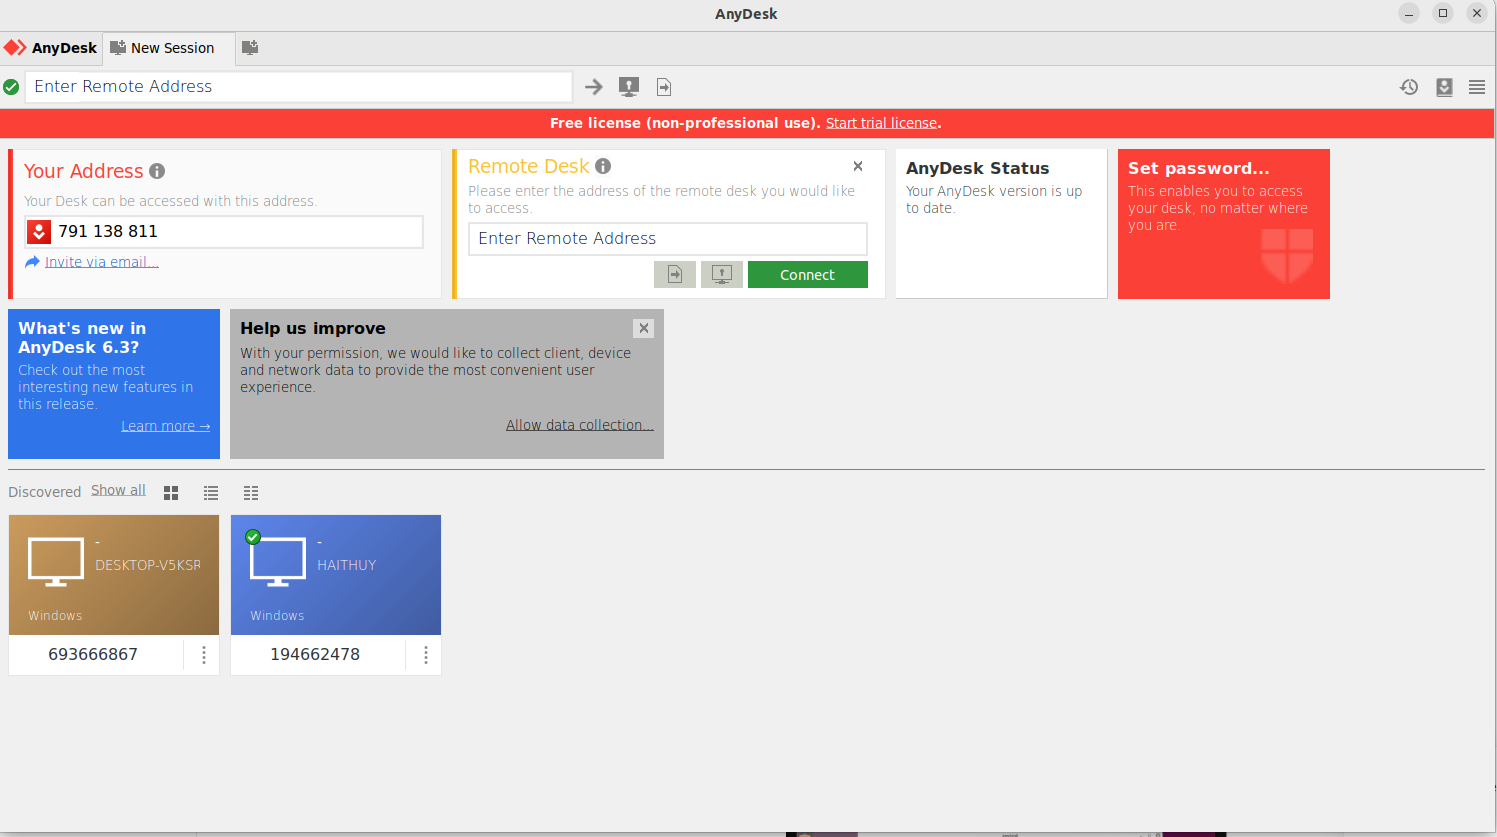 AnyDesk
AnyDesk
New Session
Enter Remote Address
Free license (non-professional use). Start trial license.
Your Address
Your Desk can be accessed with this address.
791 138 811
Invite via email...
Remote Desk
Please enter the address of the remote desk you would like
to access.
Enter Remote Address
Connect
AnyDesk Status
Your AnyDesk version is up
to date.
Set password...
This enables you to access
your desk, no matter where
you are.
What's new in
AnyDesk 6.3?
Check out the most
interesting new features in
this release.
Learn more →
Help us improve
With your permission, we would like to collect client, device
and network data to provide the most convenient user
experience.
Allow data collection...
Discovered Show all
-
DESKTOP-V5KSR
Windows
693666867
-
HAITHUY
Windows
194662478